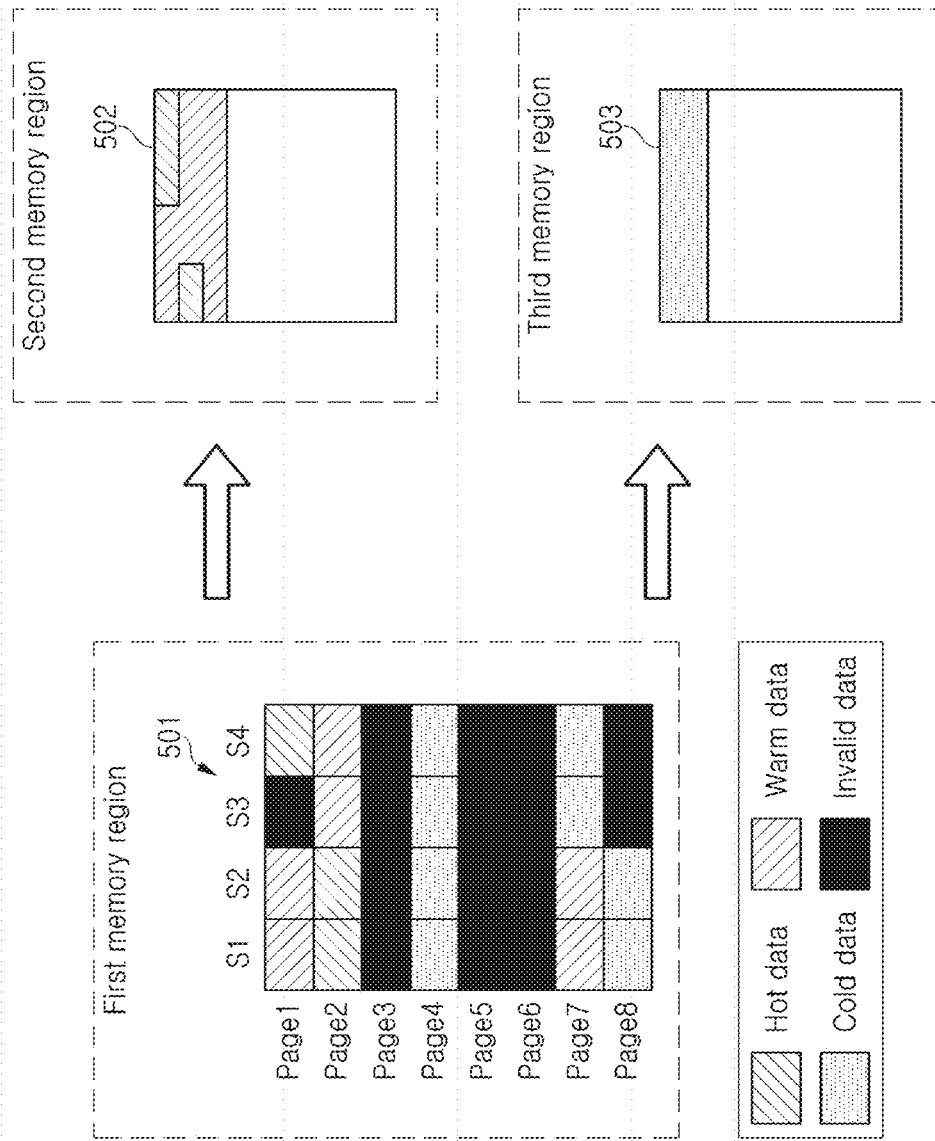 First memory region
501
S1 S2 S3 S4
Page1
Page2
Page3
Page4
Page5
Page6
Page7
Page8
Hot data
Warm data
Cold data
Invalid data
Second memory region
502
Third memory region
503